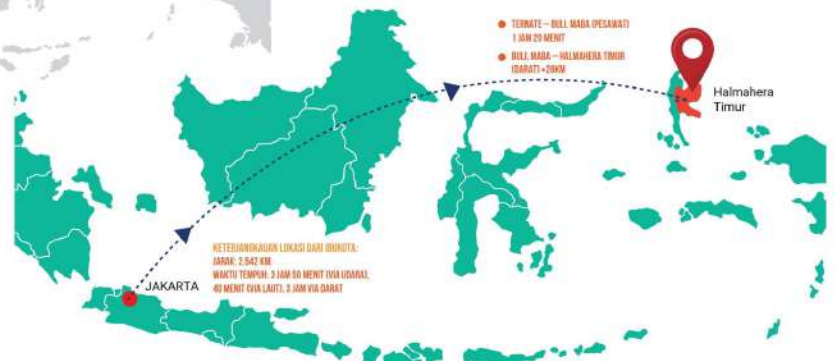 TERNATE – BULI, MABA (PESAWAT)
1 JAM 20 MENIT
BULI, MABA – HALMAHERA TIMUR
(DARAT) +20KM
Halmahera
Timur
KETERJANGKAUAN LOKASI DARI IBUKOTA:
JARAK: 2.542 KM
WAKTU TEMPUH: 3 JAM 50 MENIT (VIA UDARA),
40 MENIT (VIA LAUT), 3 JAM VIA DARAT
JAKARTA